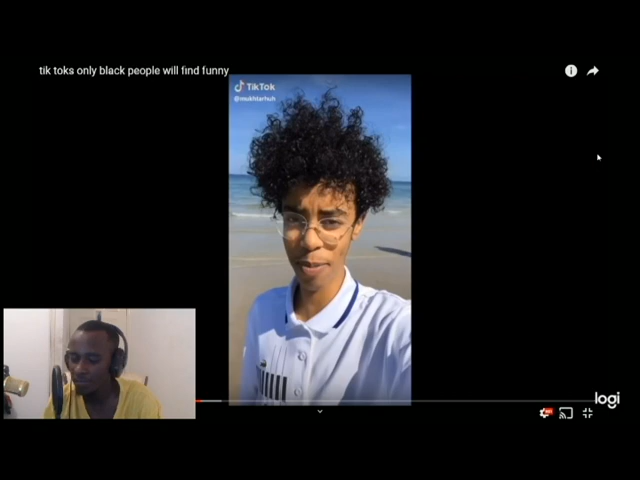 tik toks only black people will find funny
TikTok
@mukhtarhuh
logi